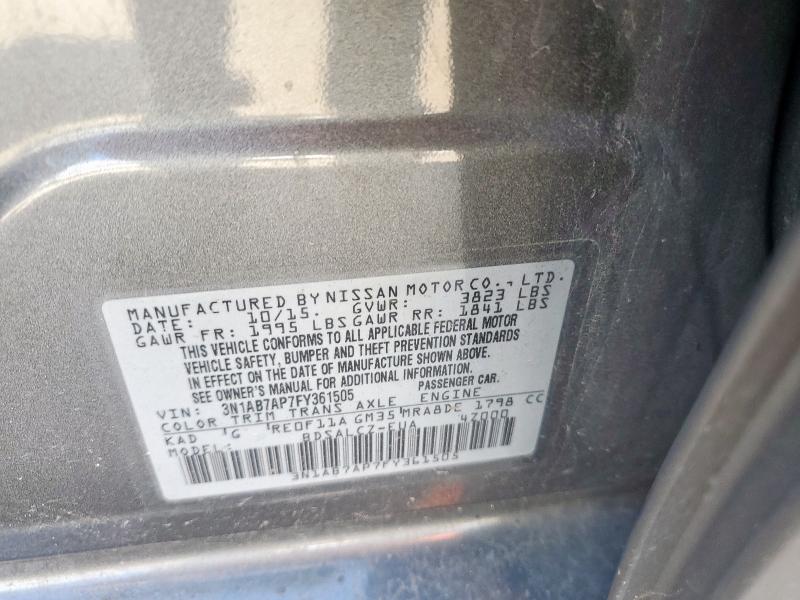 MANUFACTURED BY NISSAN MOTOR CO., LTD.
DATE: 10/15. GVWR: 3823 LBS
GAWR FR: 1995 LBS GAWR RR: 1841 LBS
THIS VEHICLE CONFORMS TO ALL APPLICABLE FEDERAL MOTOR
VEHICLE SAFETY, BUMPER AND THEFT PREVENTION STANDARDS
IN EFFECT ON THE DATE OF MANUFACTURE SHOWN ABOVE.
SEE OWNER'S MANUAL FOR ADDITIONAL INFORMATION.
VIN: 3N1AB7AP7FY361505 PASSENGER CAR.
COLOR TRIM TRANS AXLE ENGINE
KAD G RE0F11A GM35 MRA8DE 1798 CC
MODEL: BDSALCZ-EUA 4Z000
3N1AB7AP7FY361505